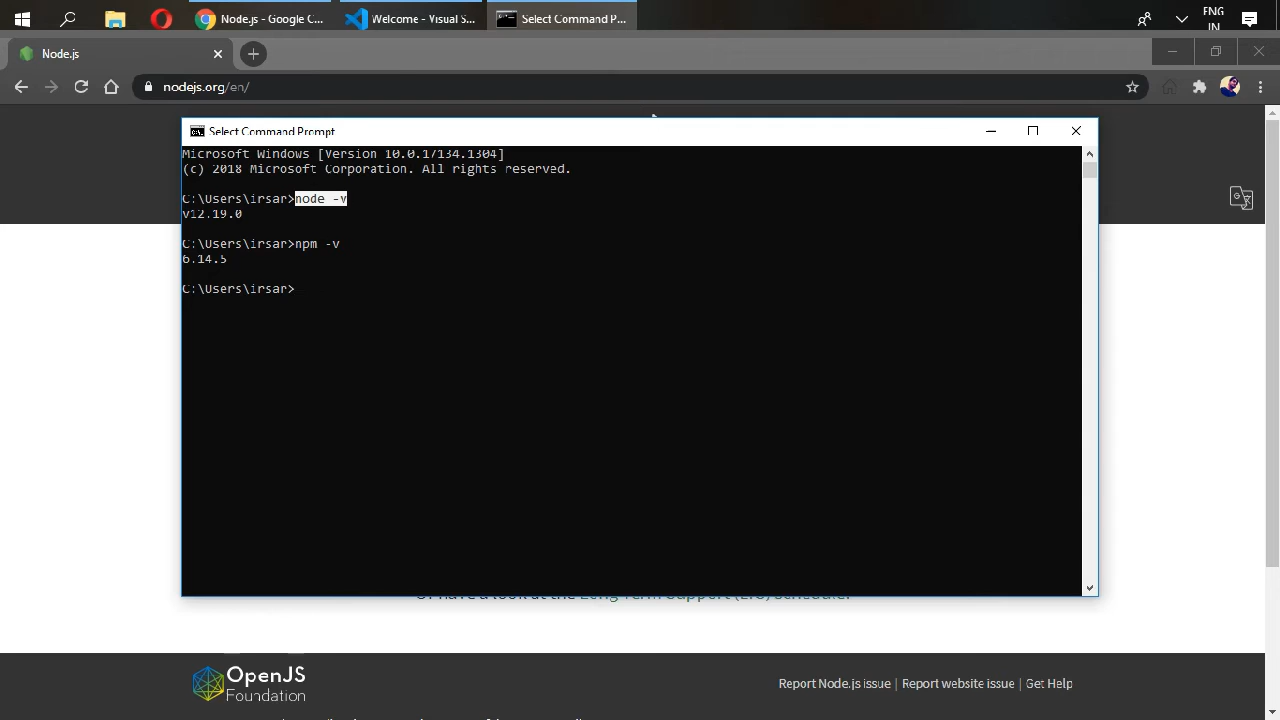 Node.js - Google C...
Welcome - Visual S...
Select Command P...
ENG
IN
Node.js
nodejs.org/en/
Select Command Prompt
Microsoft Windows [Version 10.0.17134.1304]
(c) 2018 Microsoft Corporation. All rights reserved.
C:\Users\irsar>node -v
v12.19.0
C:\Users\irsar>npm -v
6.14.5
C:\Users\irsar>
Or have a look at the Long Term Support (LTS) schedule.
OpenJS
Foundation
Report Node.js issue | Report website issue | Get Help